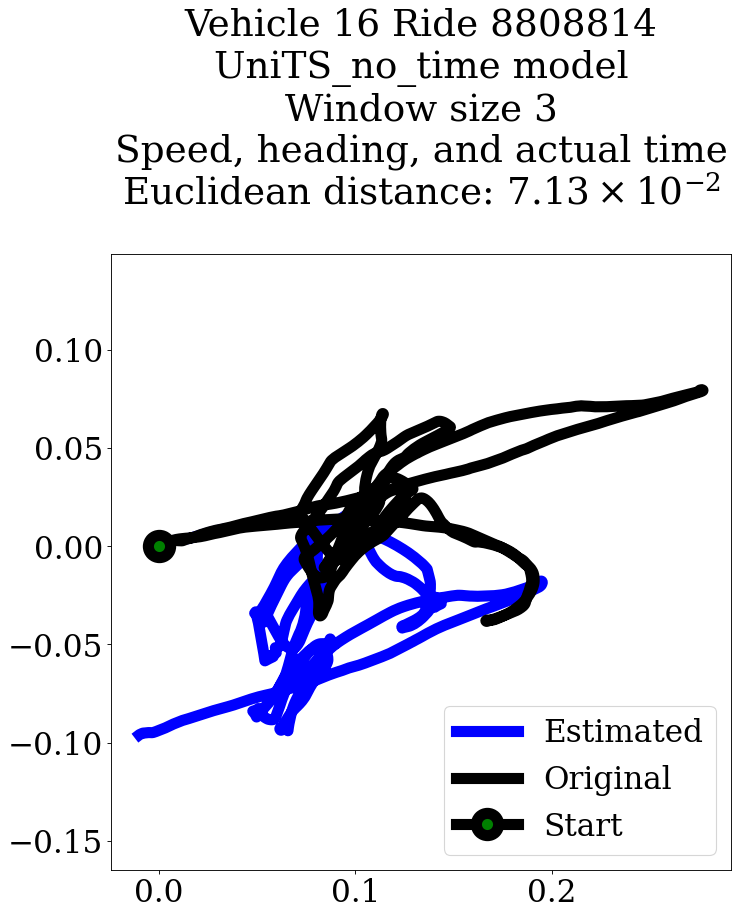 Vehicle 16 Ride 8808814
UniTS_no_time model
Window size 3
Speed, heading, and actual time
Euclidean distance: 7.13 × 10⁻²
0.10
0.05
0.00
−0.05
−0.10
−0.15
0.0 0.1 0.2
Estimated
Original
Start